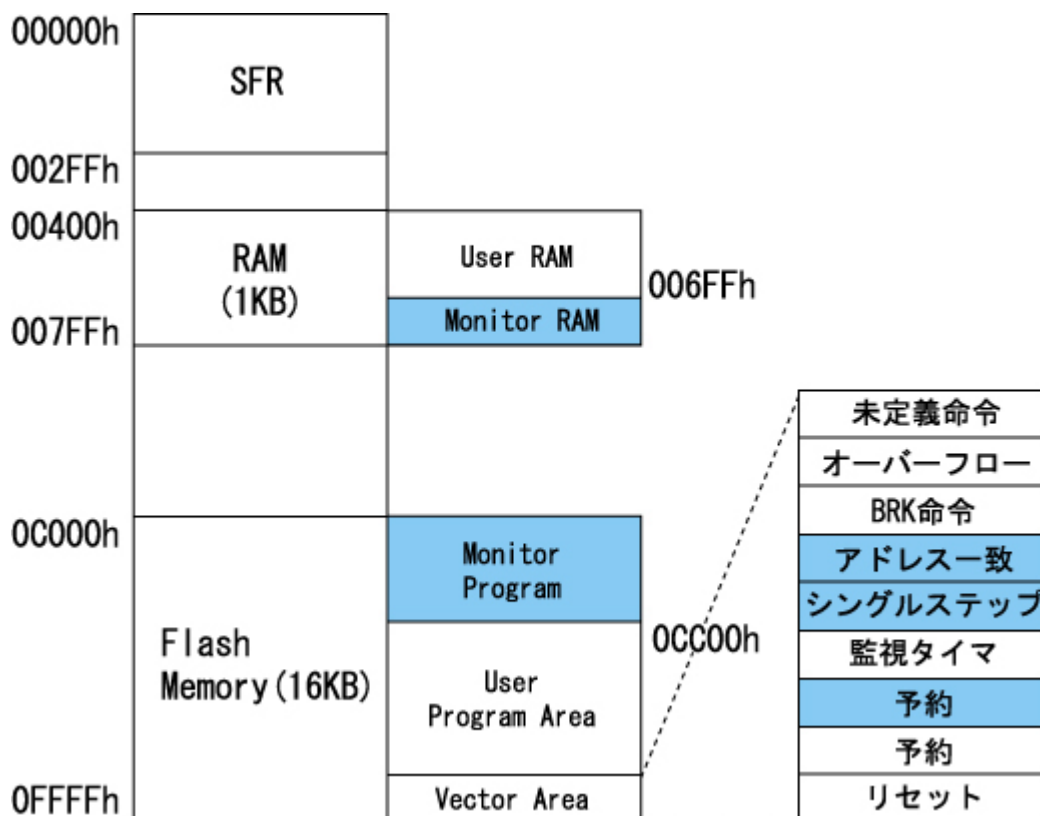 00000h
SFR
002FFh
00400h
RAM
(1KB)
User RAM
006FFh
Monitor RAM
007FFh
未定義命令
オーバーフロー
BRK命令
アドレス一致
シングルステップ
監視タイマ
予約
予約
リセット
0C000h
Monitor
Program
0CC00h
Flash
Memory(16KB)
User
Program Area
0FFFFh
Vector Area